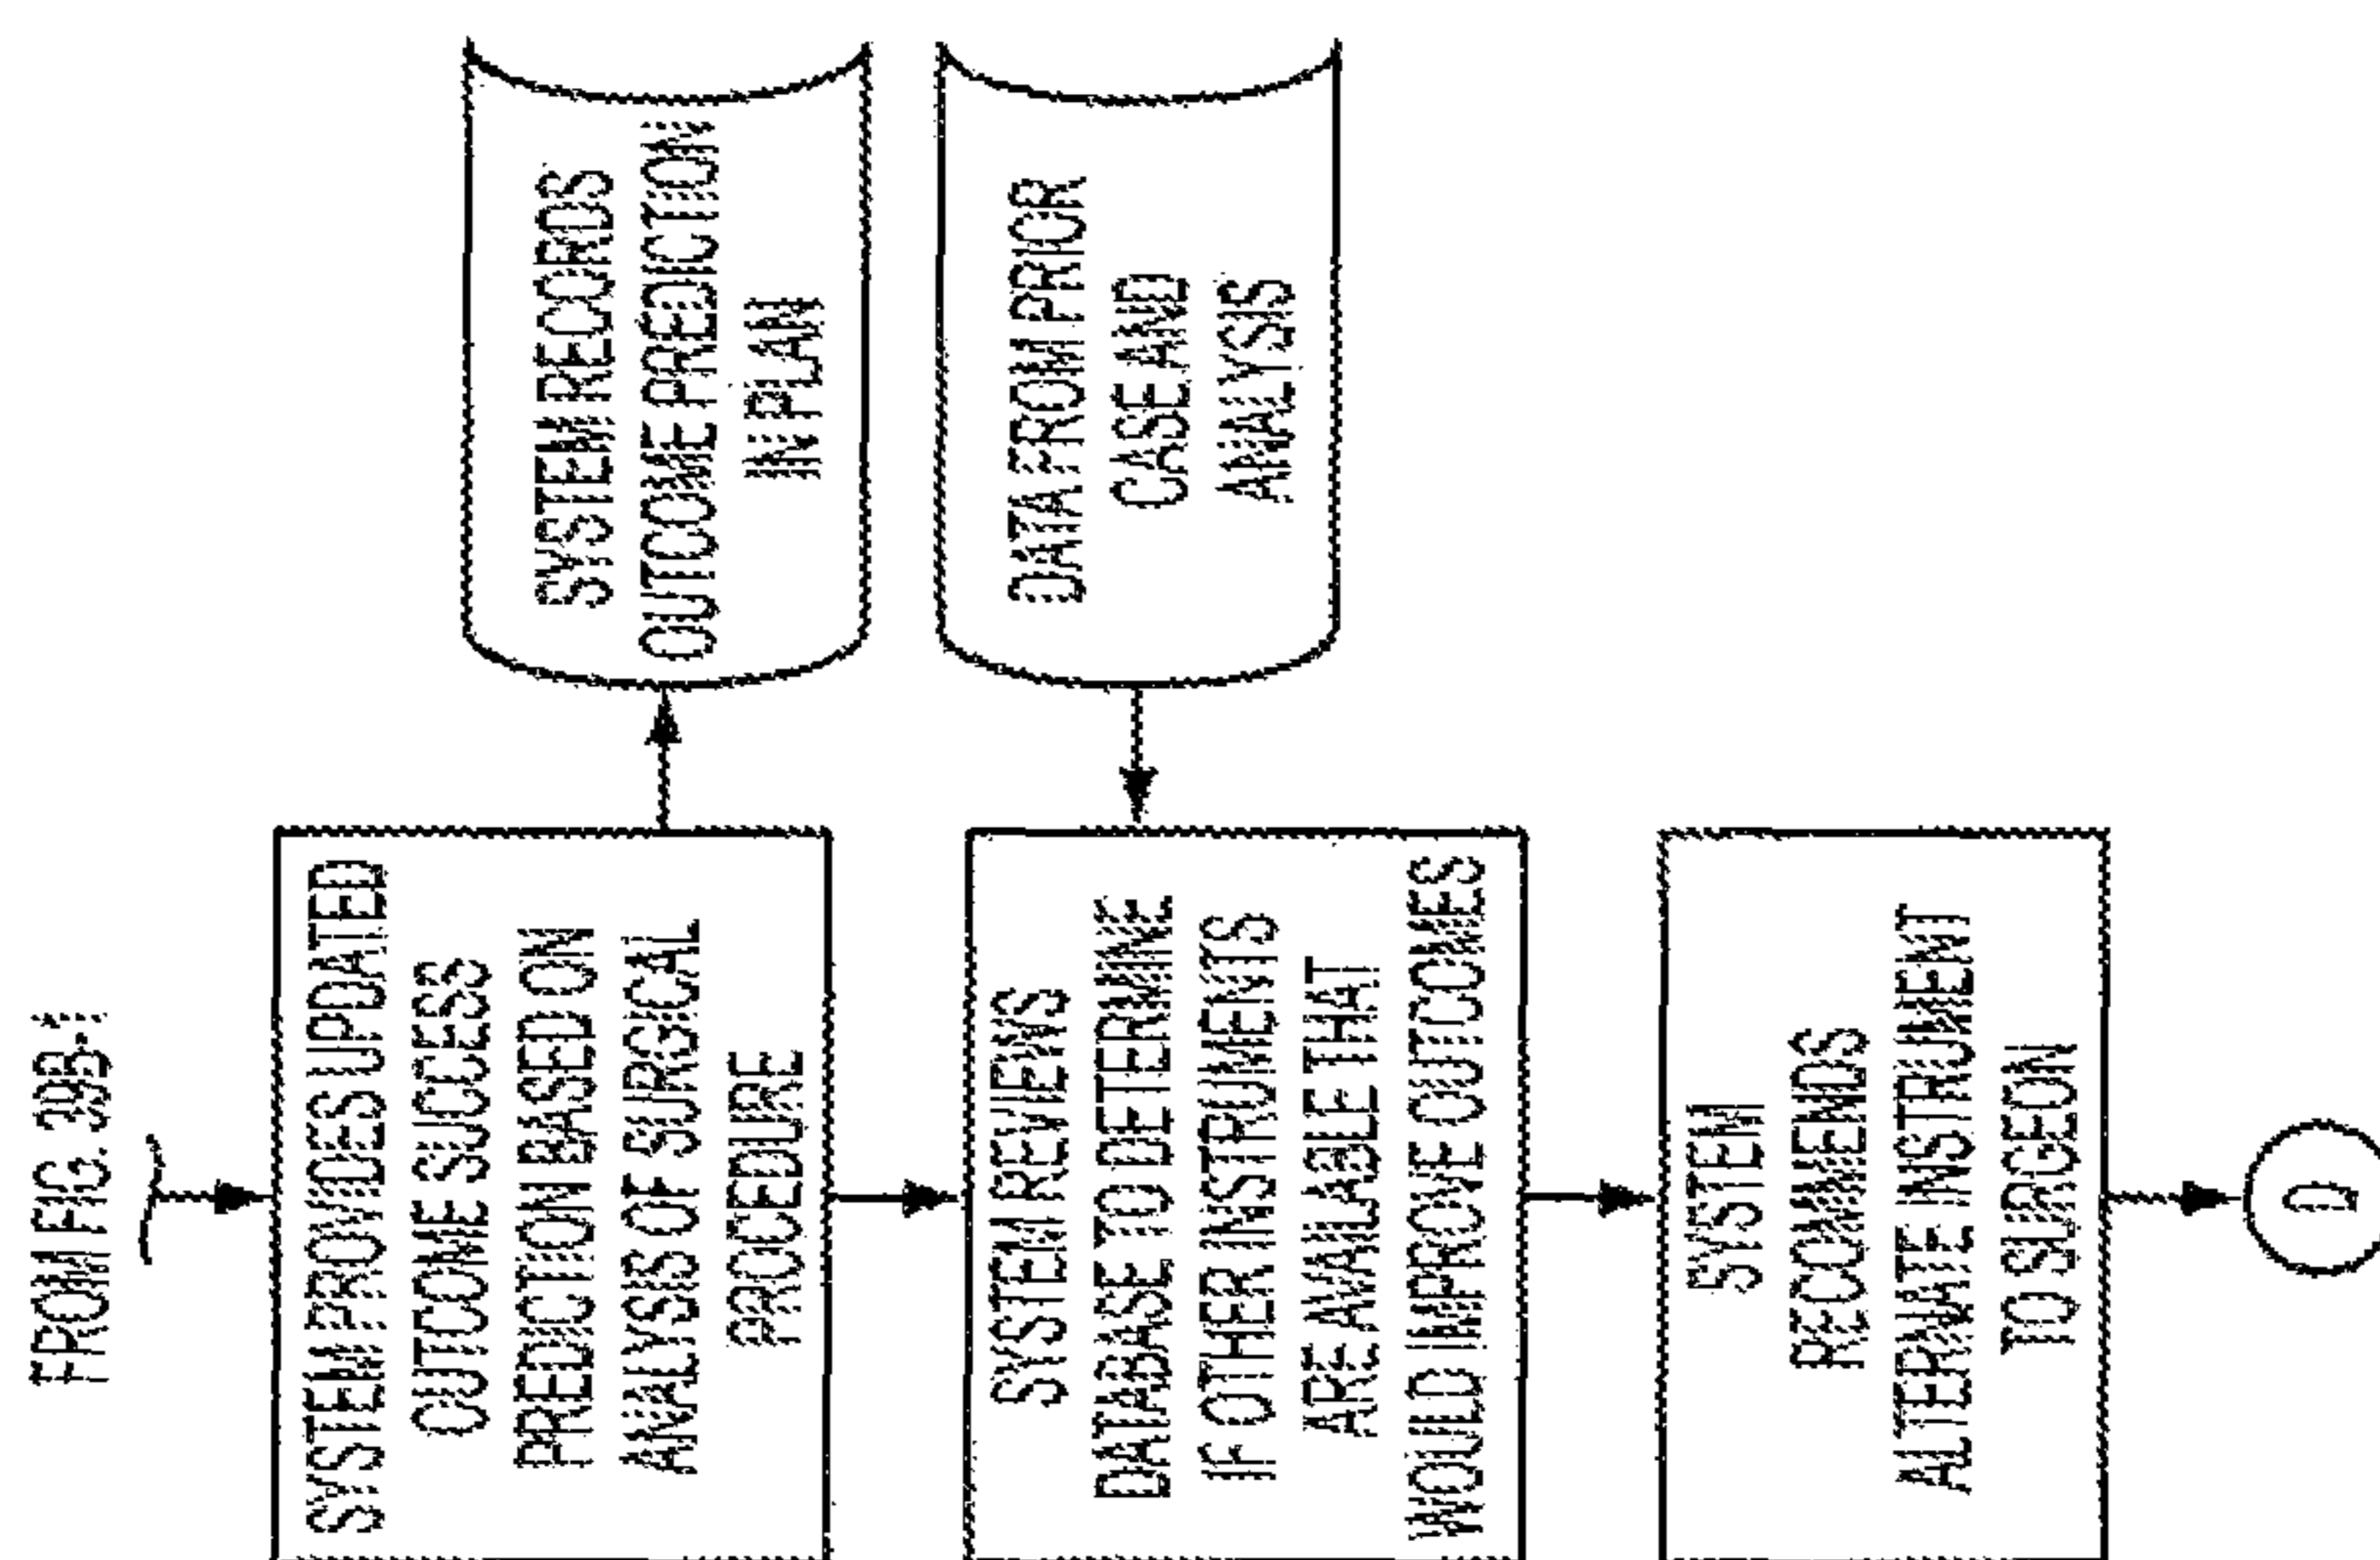 FROM FIG. 39B-1
SYSTEM PROVIDES UPDATED
OUTCOME SUCCESS
PREDICTION BASED ON
ANALYSIS OF SURGICAL
PROCEDURE
SYSTEM RECORDS
OUTCOME PREDICTION
IN PLAN
SYSTEM REVIEWS
DATABASE TO DETERMINE
IF OTHER INSTRUMENTS
ARE AVAILABLE THAT
WOULD IMPROVE OUTCOMES
DATA FROM PRIOR
CASE AND
ANALYSIS
SYSTEM
RECOMMENDS
ALTERNATE INSTRUMENT
TO SURGEON
D